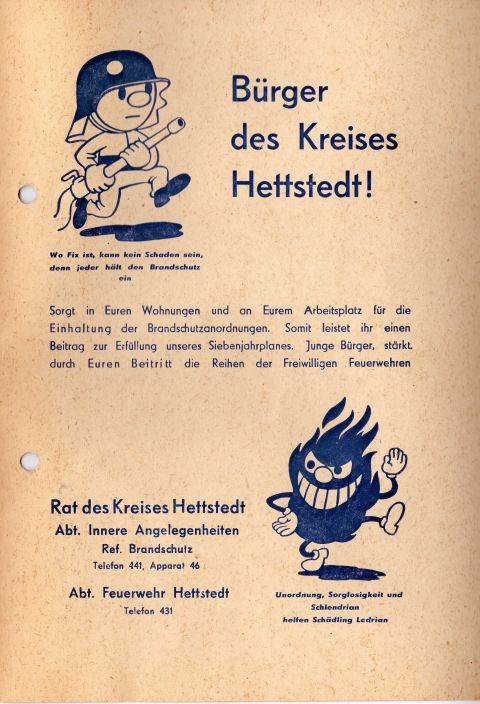 Bürger
des Kreises
Hettstedt!
Wo Fix ist, kann kein Schaden sein,
denn jeder hält den Brandschutz
ein
Sorgt in Euren Wohnungen und an Eurem Arbeitsplatz für die
Einhaltung der Brandschutzanordnungen. Somit leistet ihr einen
Beitrag zur Erfüllung unseres Siebenjahrplanes. Junge Bürger, stärkt
durch Euren Beitritt die Reihen der Freiwilligen Feuerwehren
Rat des Kreises Hettstedt
Abt. Innere Angelegenheiten
Ref. Brandschutz
Telefon 441, Apparat 46
Abt. Feuerwehr Hettstedt
Telefon 431
Unordnung, Sorglosigkeit und
Schlendrian
helfen Schädling Ledrian